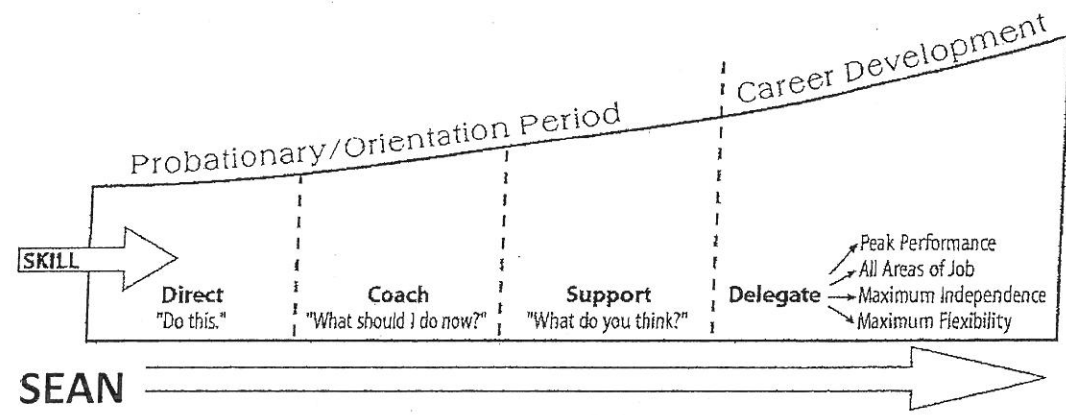 Career Development
Probationary/Orientation Period
SKILL
Direct
"Do this."
Coach
"What should I do now?"
Support
"What do you think?"
Delegate
Peak Performance
All Areas of Job
Maximum Independence
Maximum Flexibility
SEAN